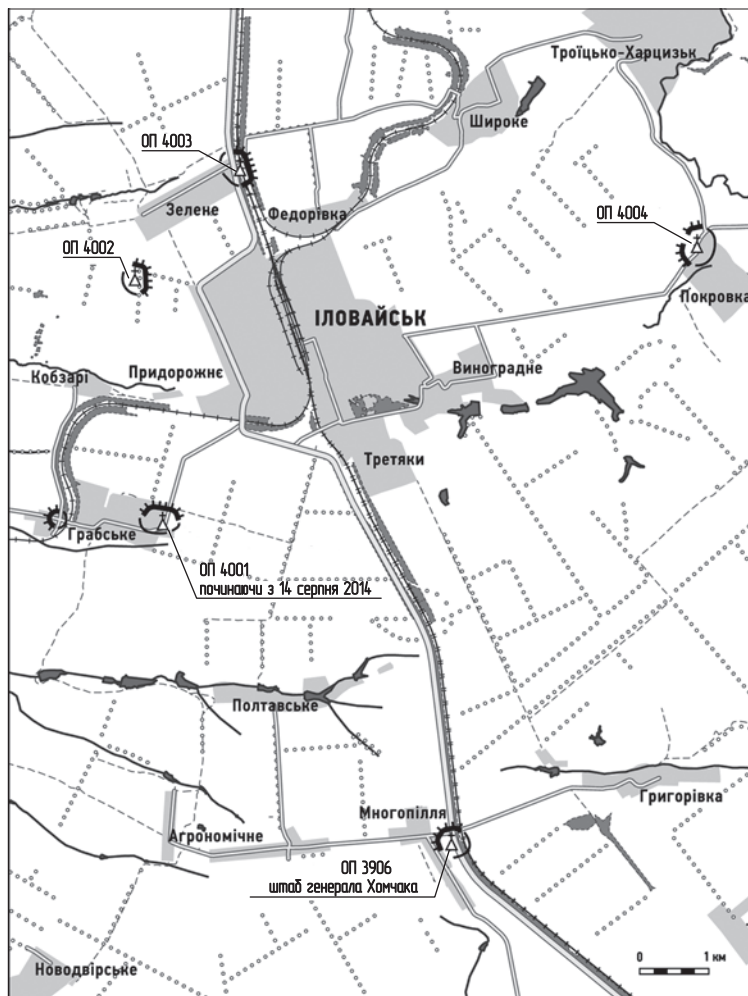 Троїцько-Харцизьк
Широке
ОП 4003
Зелене
Федорівка
ОП 4004
ОП 4002
Покровка
ІЛОВАЙСЬК
Кобзарі
Придорожнє
Виноградне
Третяки
Грабське
ОП 4001
починаючи з 14 серпня 2014
Полтавське
Григорівка
Многопілля
Агрономічне
ОП 3906
штаб генерала Хомчака
Новодвірське
0 1 км